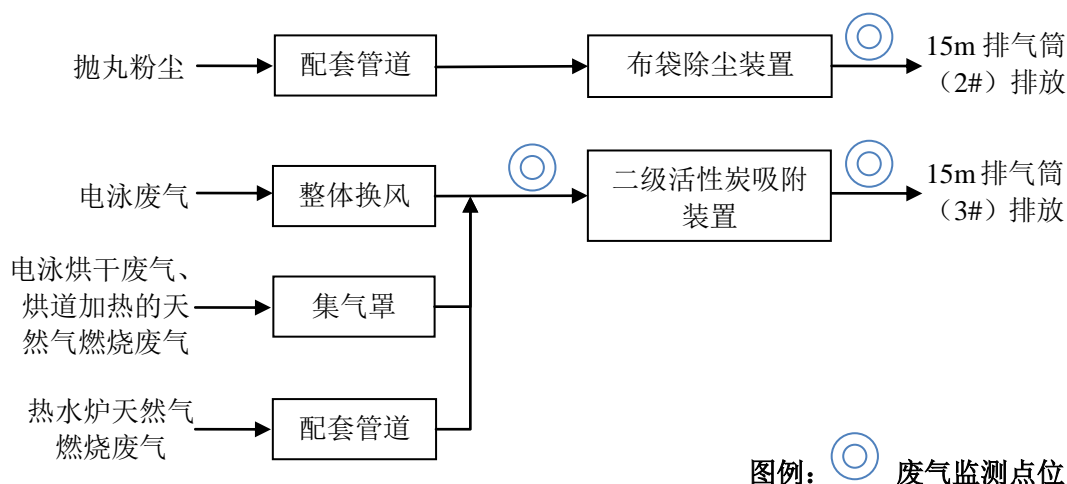 抛丸粉尘
配套管道
布袋除尘装置
15m 排气筒
（2#）排放
电泳废气
整体换风
二级活性炭吸附
装置
15m 排气筒
（3#）排放
电泳烘干废气、
烘道加热的天
然气燃烧废气
集气罩
热水炉天然气
燃烧废气
配套管道
图例： 废气监测点位